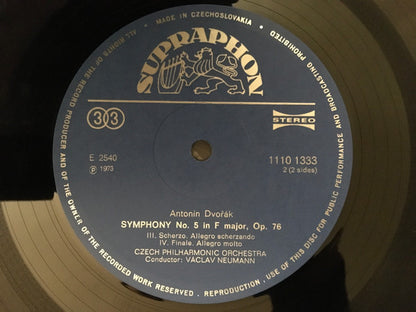 MADE IN CZECHOSLOVAKIA
ALL RIGHTS OF THE RECORD PRODUCER AND OF THE OWNER OF THE RECORDED WORK RESERVED. REPRODUCTION - USE OF THIS DISC FOR PUBLIC PERFORMANCE AND BROADCASTING PROHIBITED
SUPRAPHON
33
STEREO
E 2540
1110 1333
℗ 1973
2 (2 sides)
Antonín Dvořák
SYMPHONY No. 5 in F major, Op. 76
III. Scherzo. Allegro scherzando
IV. Finale. Allegro molto
CZECH PHILHARMONIC ORCHESTRA
Conductor: VÁCLAV NEUMANN